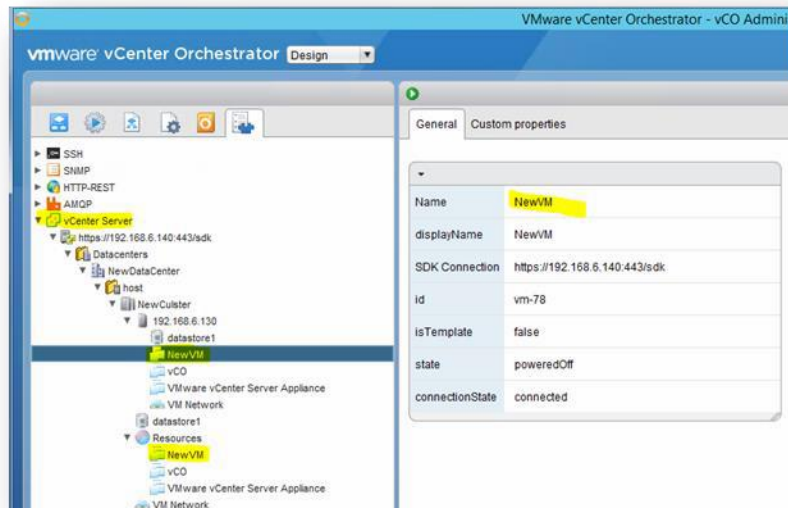 VMware vCenter Orchestrator - vCO Admini
vmware vCenter Orchestrator Design
SSH
SNMP
HTTP-REST
AMQP
vCenter Server
https://192.168.6.140:443/sdk
Datacenters
NewDataCenter
host
NewCulster
192.168.6.130
datastore1
NewVM
vCO
VMware vCenter Server Appliance
VM Network
datastore1
Resources
NewVM
vCO
VMware vCenter Server Appliance
VM Network
General Custom properties
Name NewVM
displayName NewVM
SDK Connection https://192.168.6.140:443/sdk
id vm-78
isTemplate false
state poweredOff
connectionState connected